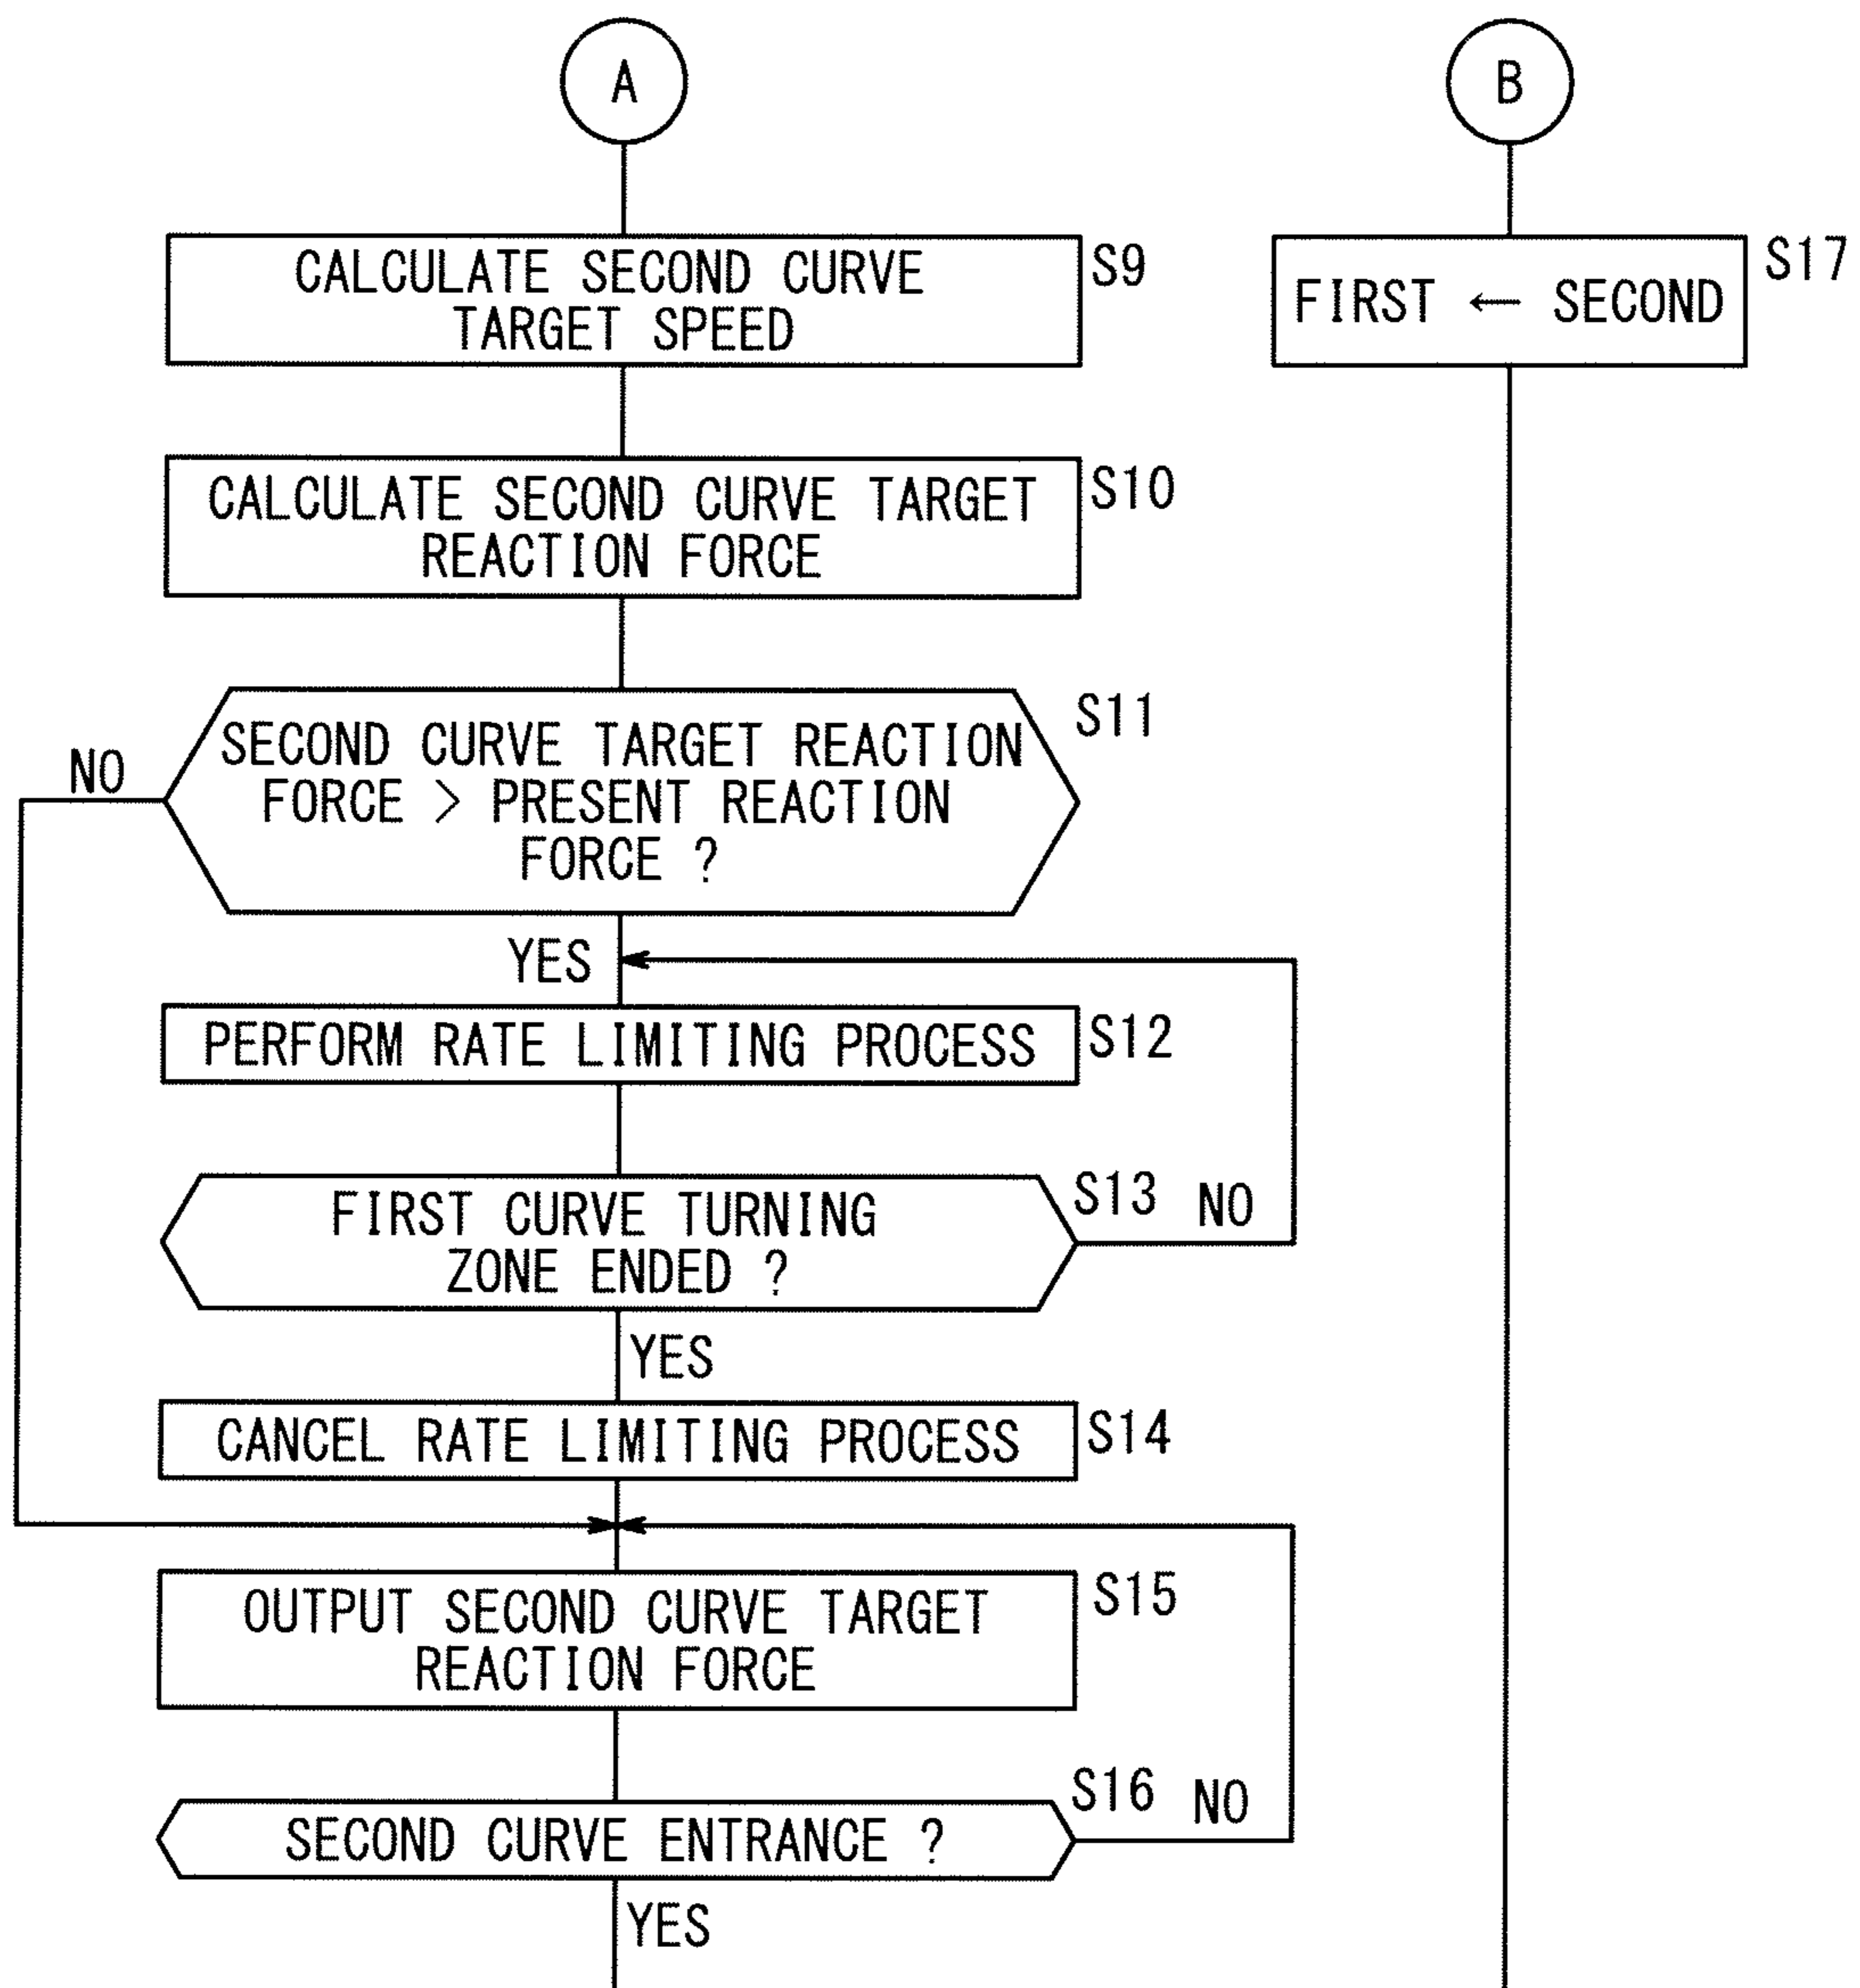 A
B
CALCULATE SECOND CURVE
TARGET SPEED
S9
FIRST ← SECOND
S17
CALCULATE SECOND CURVE TARGET
REACTION FORCE
S10
SECOND CURVE TARGET REACTION
FORCE > PRESENT REACTION
FORCE ?
S11
NO
YES
PERFORM RATE LIMITING PROCESS
S12
FIRST CURVE TURNING
ZONE ENDED ?
S13
NO
YES
CANCEL RATE LIMITING PROCESS
S14
OUTPUT SECOND CURVE TARGET
REACTION FORCE
S15
SECOND CURVE ENTRANCE ?
S16
NO
YES